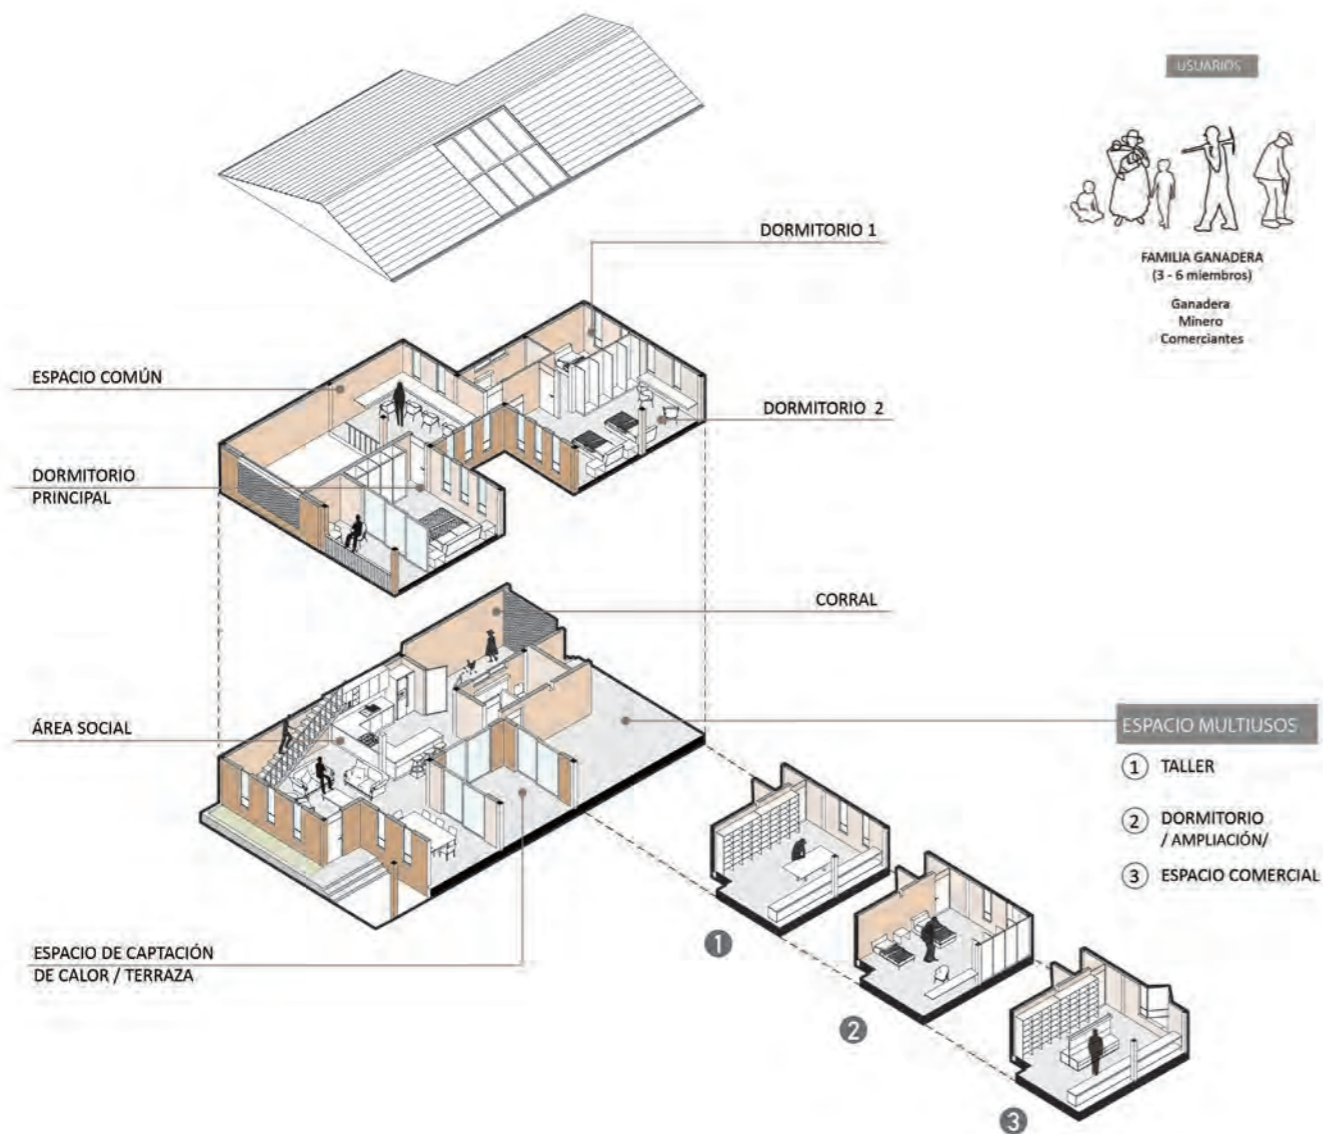 USUARIOS
FAMILIA GANADERA
(3 - 6 miembros)
Ganadera
Minero
Comerciantes
DORMITORIO 1
ESPACIO COMÚN
DORMITORIO 2
DORMITORIO
PRINCIPAL
CORRAL
ÁREA SOCIAL
ESPACIO MULTIUSOS
1 TALLER
2 DORMITORIO
/ AMPLIACIÓN/
3 ESPACIO COMERCIAL
ESPACIO DE CAPTACIÓN
DE CALOR / TERRAZA
1
2
3